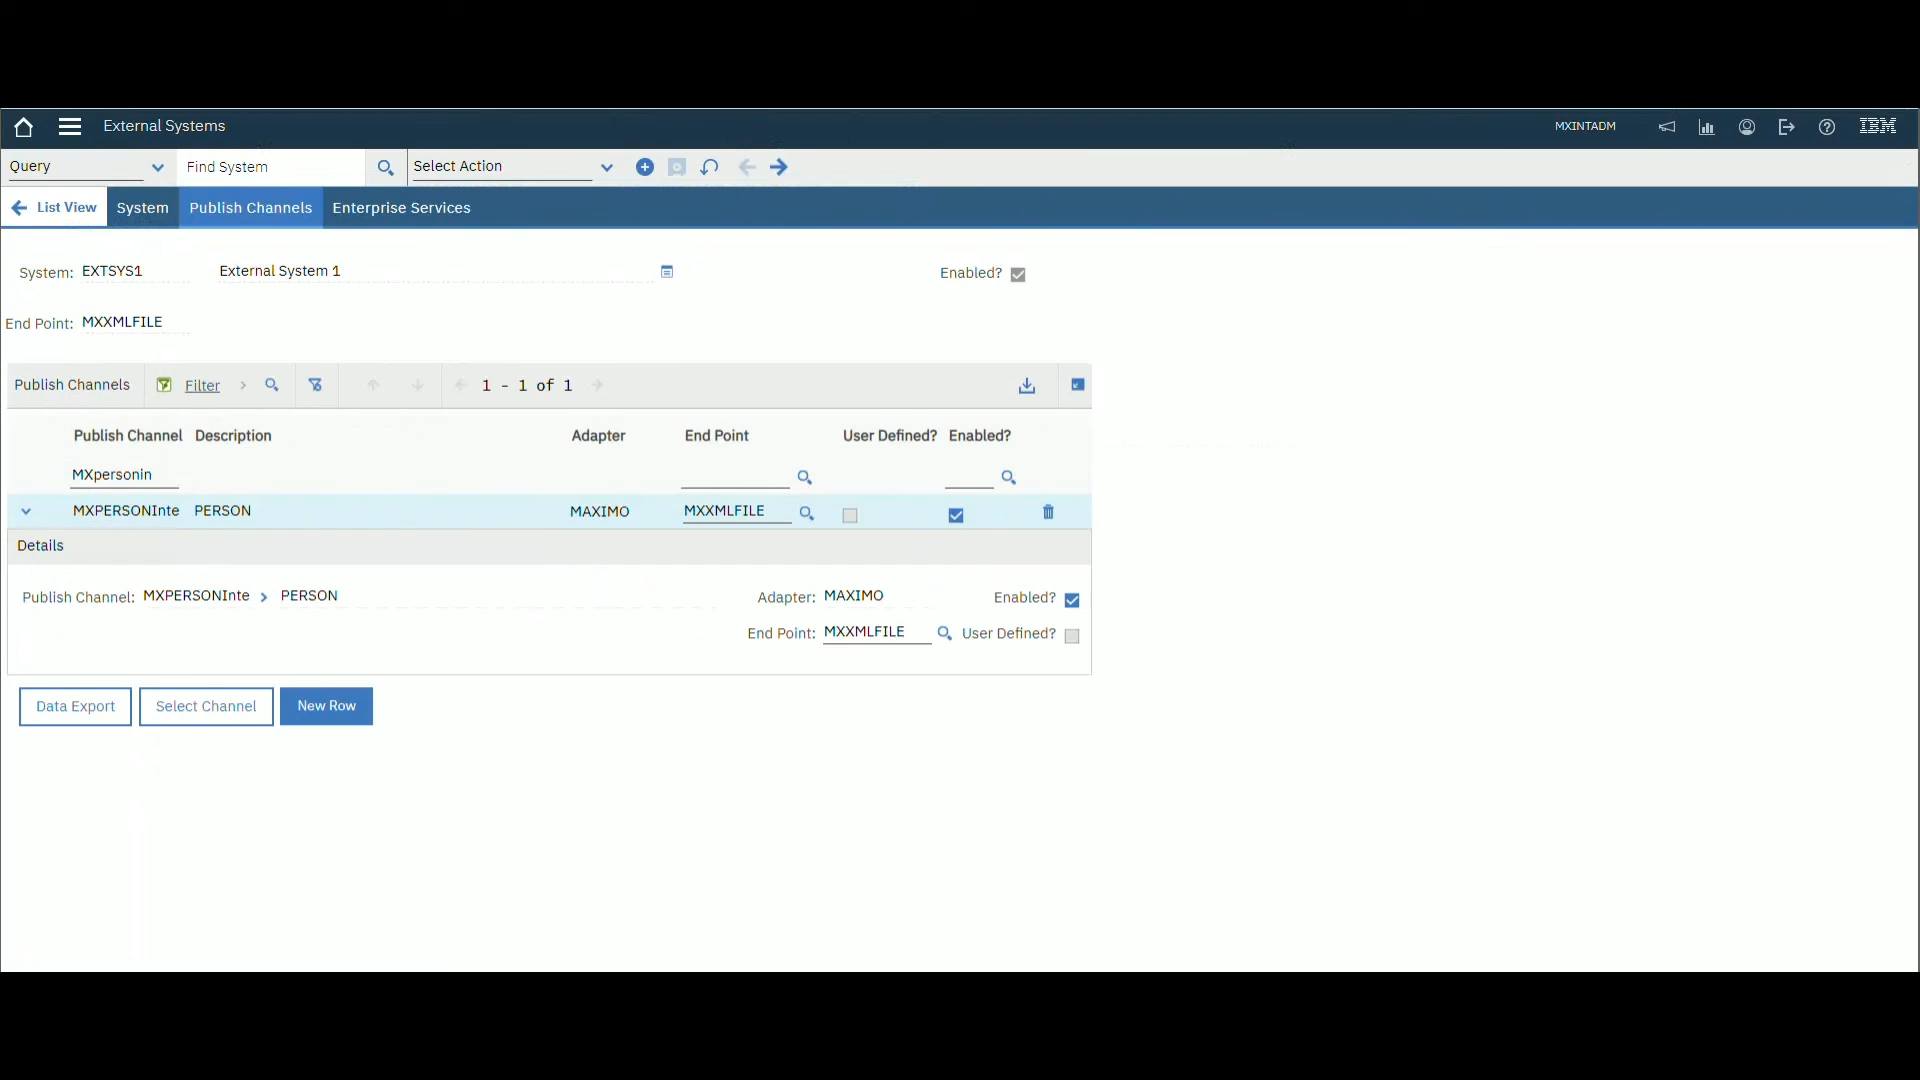 External Systems MXINTADM IBM
Query Find System Select Action
List View System Publish Channels Enterprise Services
System: EXTSYS1 External System 1 Enabled?
End Point: MXXMLFILE
Publish Channels Filter 1 - 1 of 1
Publish Channel Description Adapter End Point User Defined? Enabled?
MXpersonin
MXPERSONInte PERSON MAXIMO MXXMLFILE
Details
Publish Channel: MXPERSONInte PERSON Adapter: MAXIMO Enabled?
End Point: MXXMLFILE User Defined?
Data Export Select Channel New Row